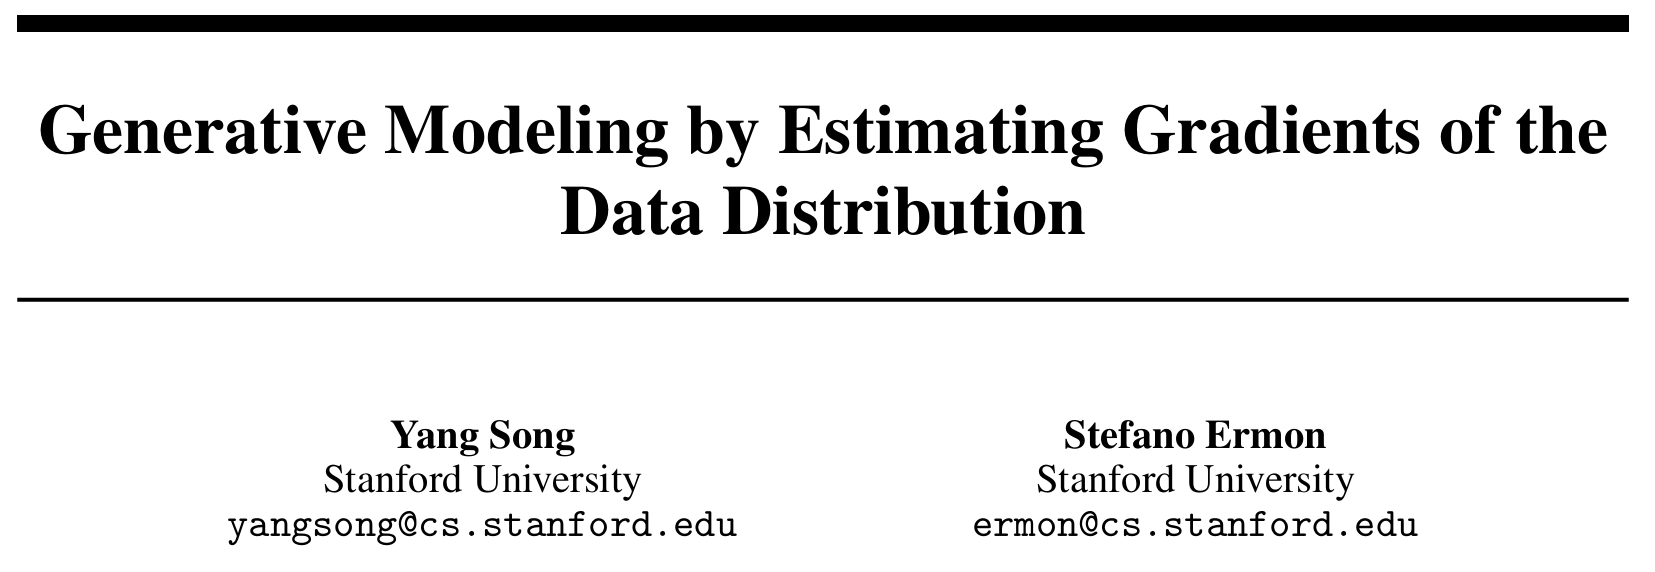 Generative Modeling by Estimating Gradients of the
Data Distribution
Yang Song
Stanford University
yangsong@cs.stanford.edu
Stefano Ermon
Stanford University
ermon@cs.stanford.edu